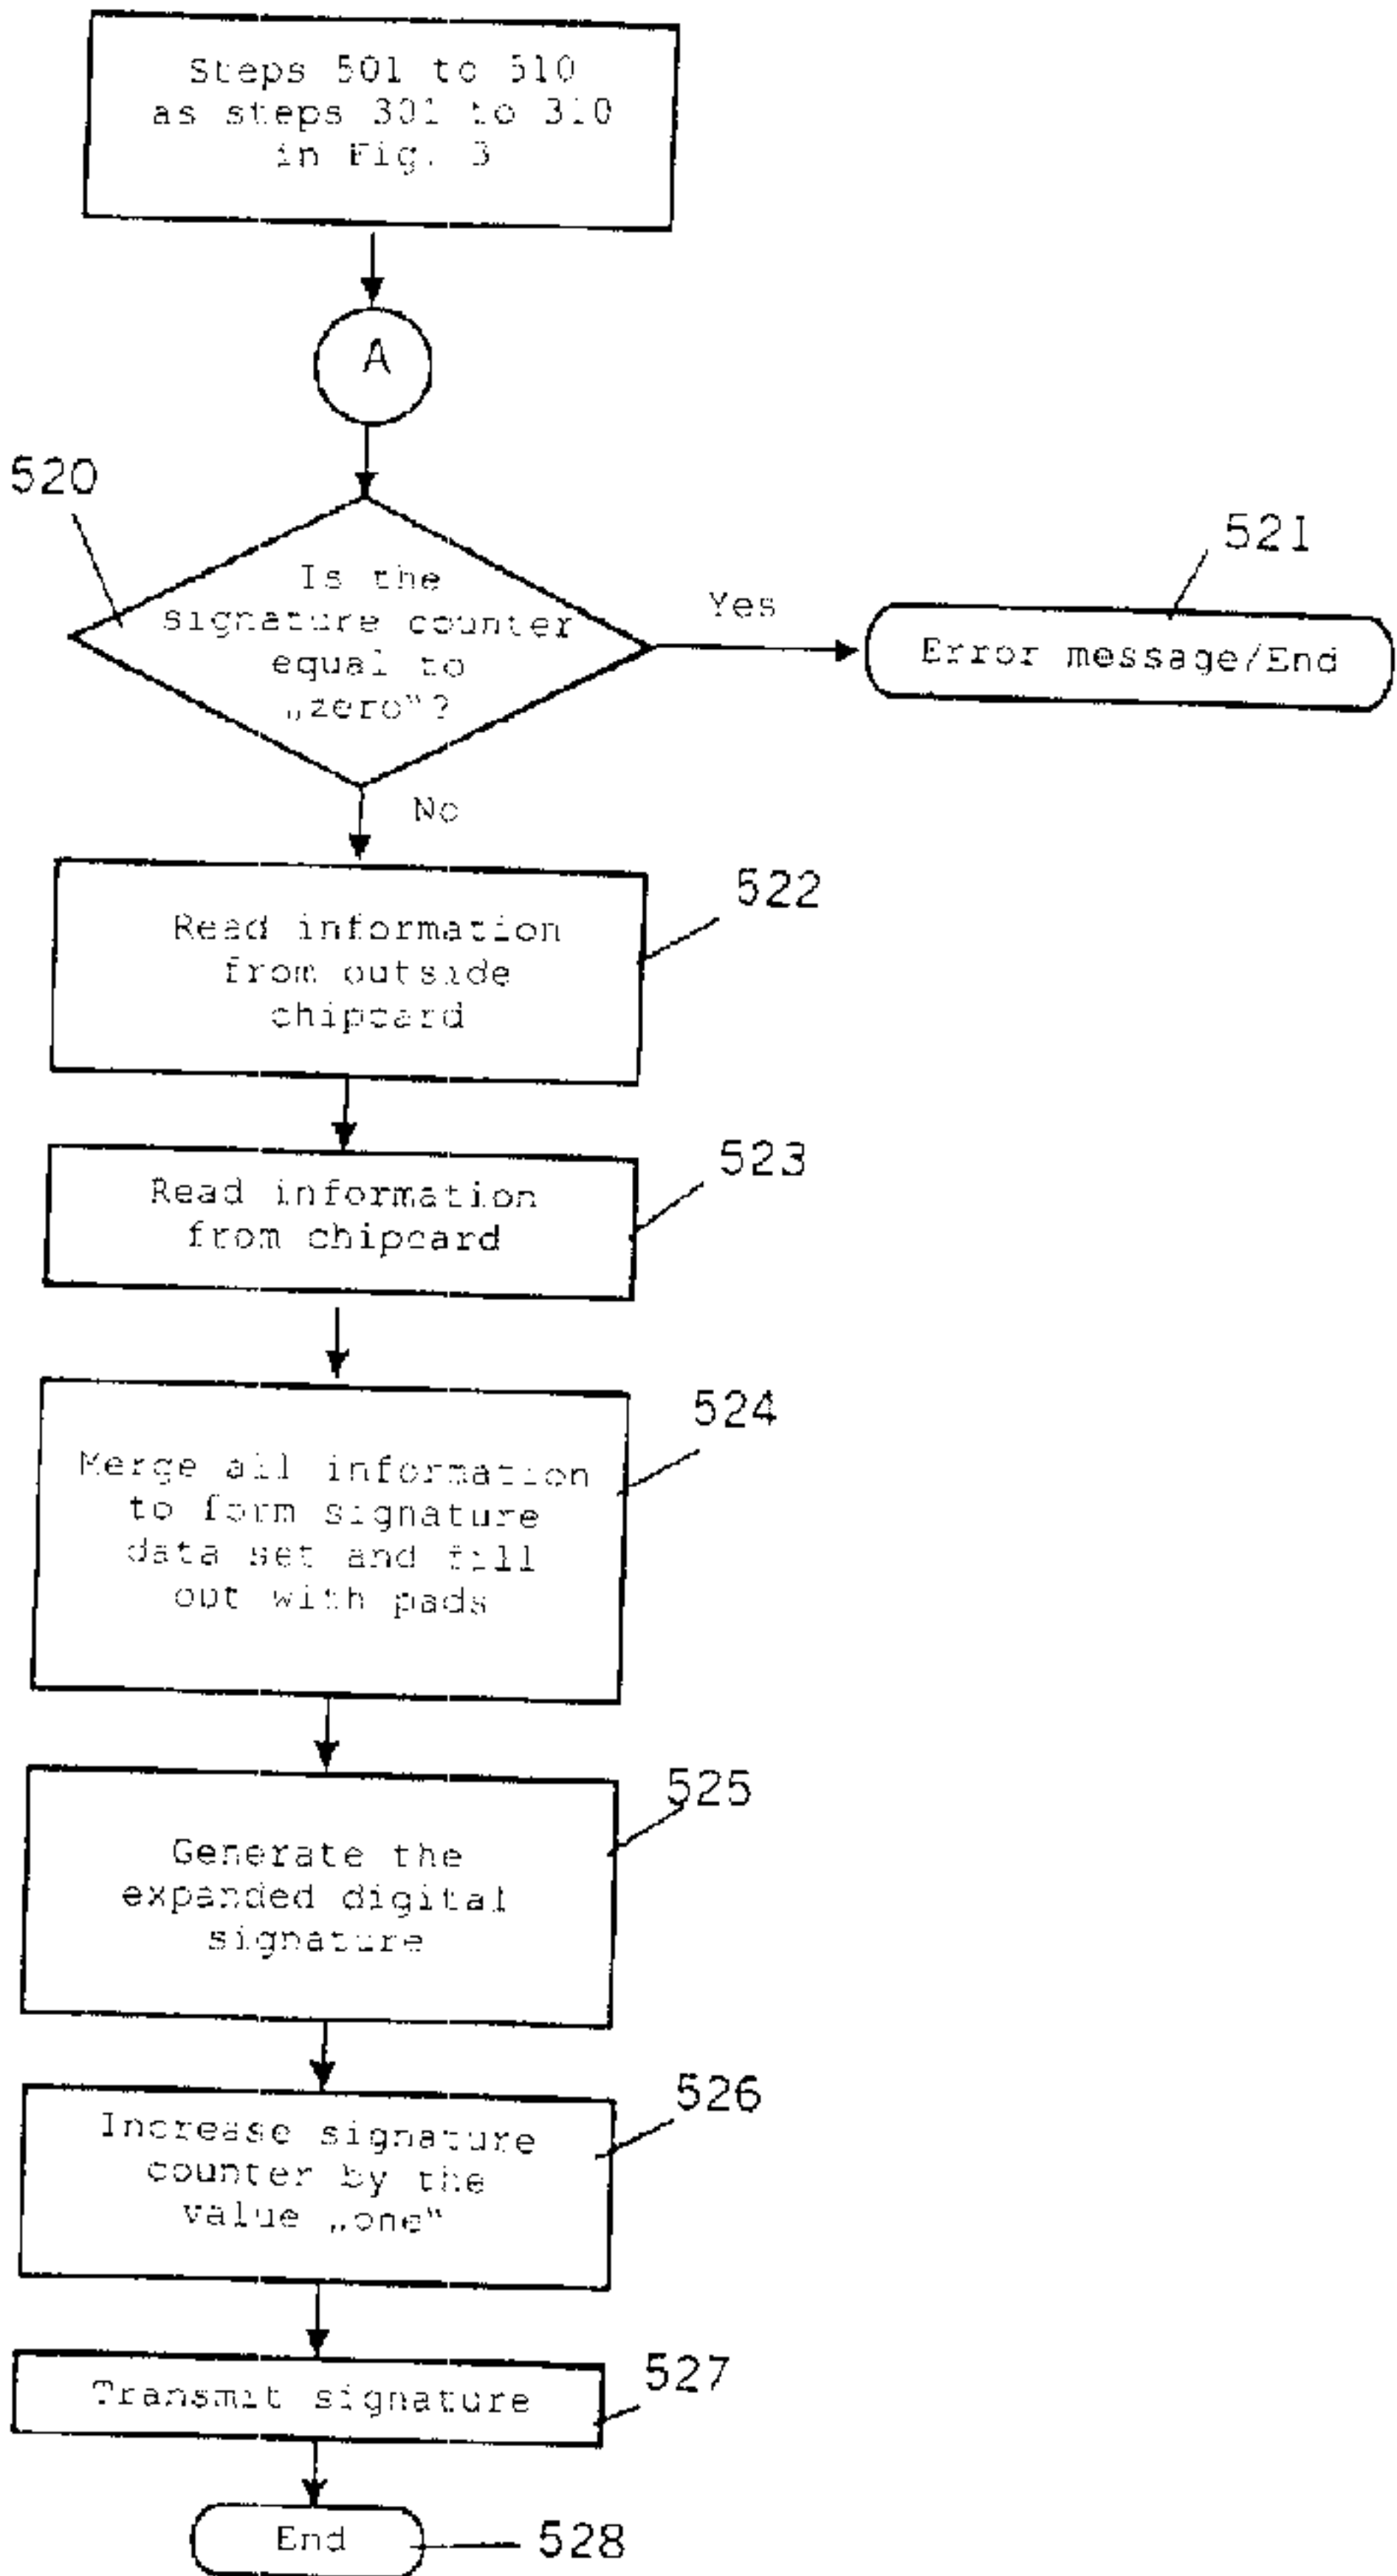 Steps 501 to 510
as steps 301 to 310
in Fig. 3
A
520
Is the
signature counter
equal to
„zero“?
Yes
521
Error message/End
No
522
Read information
from outside
chipcard
523
Read information
from chipcard
524
Merge all information
to form signature
data set and fill
out with pads
525
Generate the
expanded digital
signature
526
Increase signature
counter by the
value „one“
527
Transmit signature
End
528